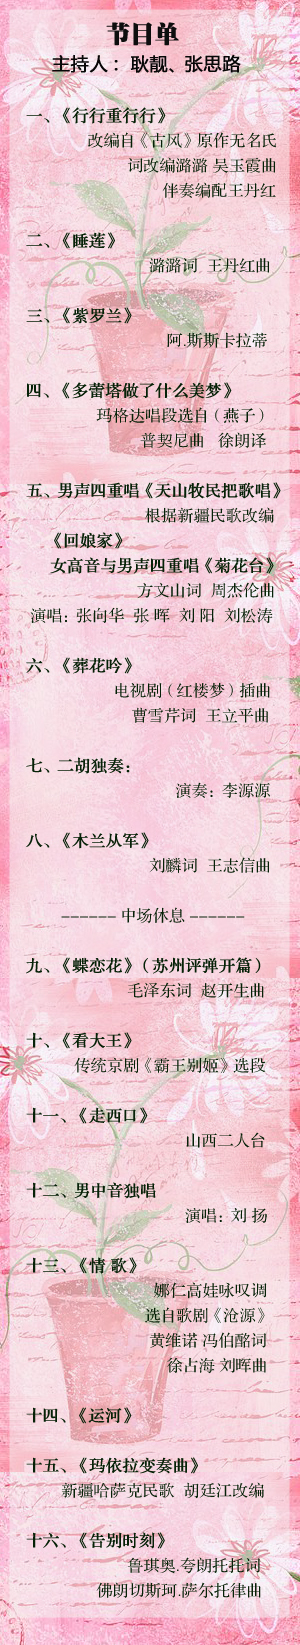 节目单
主持人：耿靓、张思路
一、《行行重行行》
改编自《古风》原作无名氏
词改编潞潞 吴玉霞曲
伴奏编配王丹红
二、《睡莲》
潞潞词 王丹红曲
三、《紫罗兰》
阿.斯斯卡拉蒂
四、《多蕾塔做了什么美梦》
玛格达唱段选自（燕子）
普契尼曲 徐朗译
五、男声四重唱《天山牧民把歌唱》
根据新疆民歌改编
《回娘家》
女高音与男声四重唱《菊花台》
方文山词 周杰伦曲
演唱：张向华 张 晖 刘 阳 刘松涛
六、《葬花吟》
电视剧（红楼梦）插曲
曹雪芹词 王立平曲
七、二胡独奏：
演奏：李源源
八、《木兰从军》
刘麟词 王志信曲
------ 中场休息 ------
九、《蝶恋花》（苏州评弹开篇）
毛泽东词 赵开生曲
十、《看大王》
传统京剧《霸王别姬》选段
十一、《走西口》
山西二人台
十二、男中音独唱
演唱：刘 扬
十三、《情 歌》
娜仁高娃咏叹调
选自歌剧《沧源》
黄维诺 冯伯酩词
徐占海 刘晖曲
十四、《运河》
十五、《玛依拉变奏曲》
新疆哈萨克民歌 胡廷江改编
十六、《告别时刻》
鲁琪奥.夸朗托托词
佛朗切斯珂.萨尔托律曲